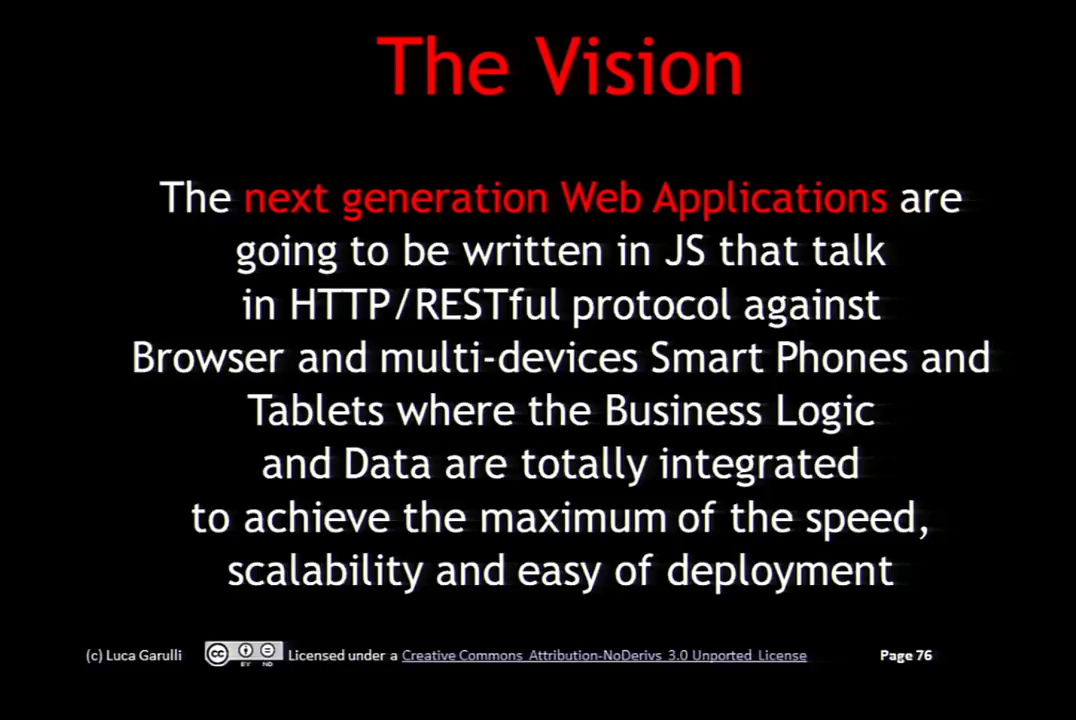 The Vision
The next generation Web Applications are
going to be written in JS that talk
in HTTP/RESTful protocol against
Browser and multi-devices Smart Phones and
Tablets where the Business Logic
and Data are totally integrated
to achieve the maximum of the speed,
scalability and easy of deployment
(c) Luca Garulli cc BY ND Licensed under a Creative Commons Attribution-NoDerivs 3.0 Unported License Page 76